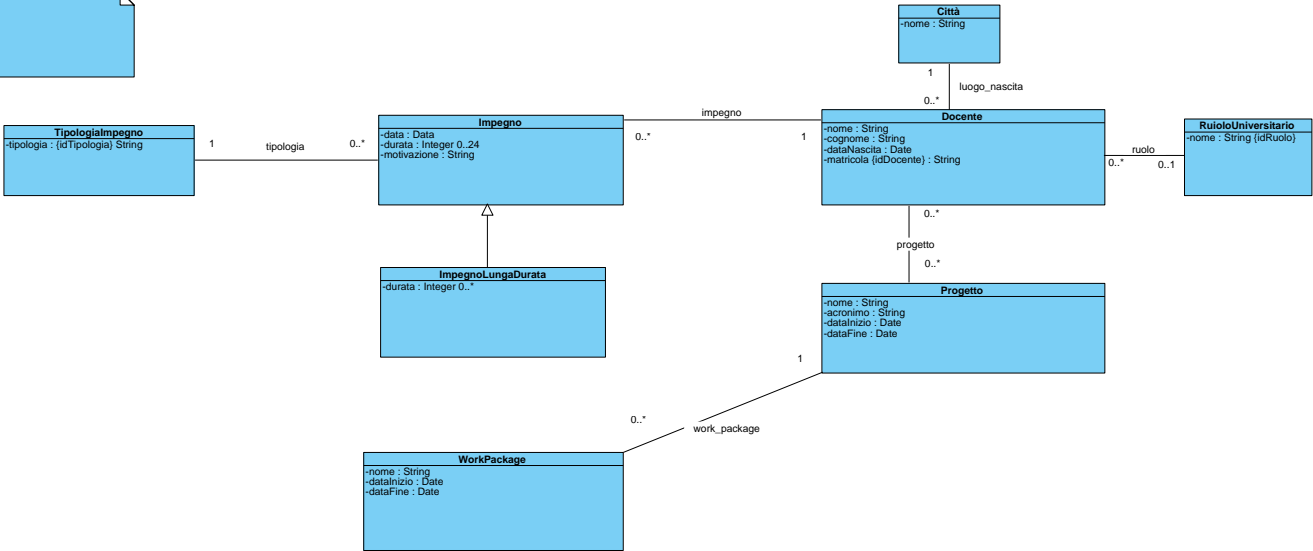 Città
-nome : String
1
luogo_nascita
0..*
TipologiaImpegno
-tipologia : {idTipologia} String
1
tipologia
0..*
Impegno
-data : Data
-durata : Integer 0..24
-motivazione : String
impegno
0..*
1
Docente
-nome : String
-cognome : String
-dataNascita : Date
-matricola {idDocente} : String
ruolo
0..*
0..1
RuioloUniversitario
-nome : String {idRuolo}
0..*
progetto
0..*
ImpegnoLungaDurata
-durata : Integer 0..*
Progetto
-nome : String
-acronimo : String
-dataInizio : Date
-dataFine : Date
1
0..*
work_package
WorkPackage
-nome : String
-dataInizio : Date
-dataFine : Date